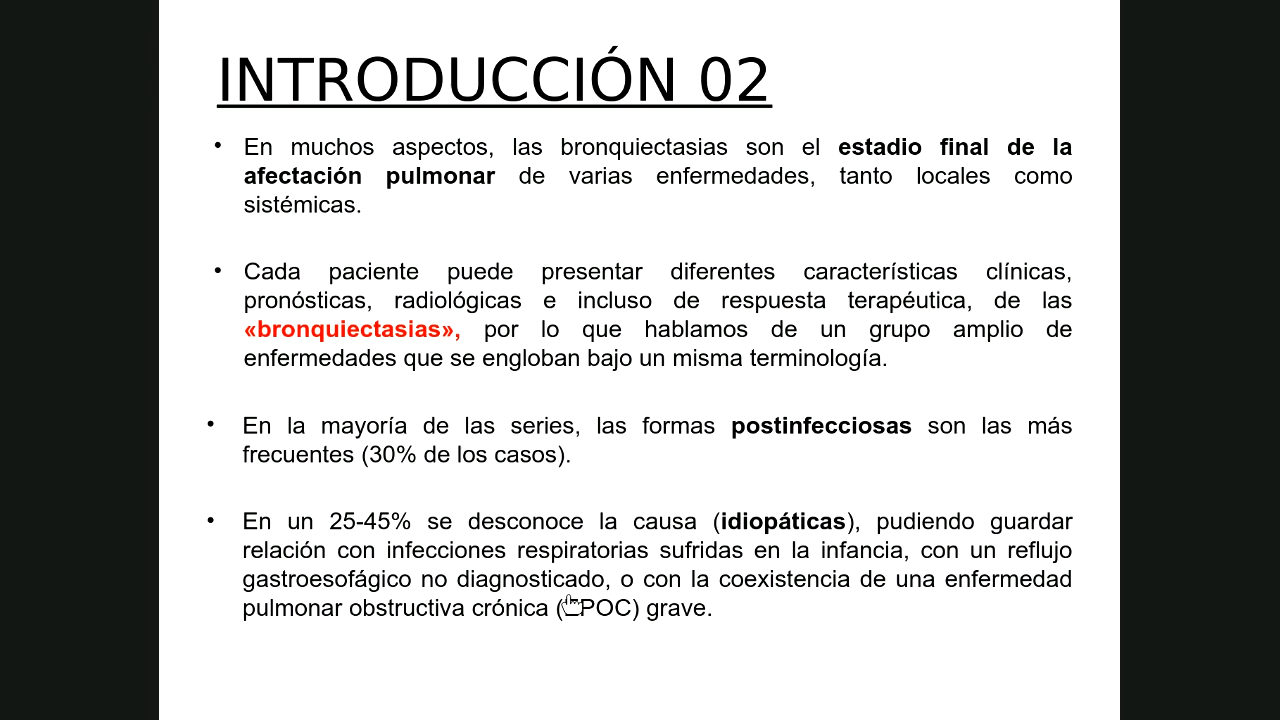 INTRODUCCIÓN 02
• En muchos aspectos, las bronquiectasias son el estadio final de la
afectación pulmonar de varias enfermedades, tanto locales como
sistémicas.
• Cada paciente puede presentar diferentes características clínicas,
pronósticas, radiológicas e incluso de respuesta terapéutica, de las
«bronquiectasias», por lo que hablamos de un grupo amplio de
enfermedades que se engloban bajo un misma terminología.
• En la mayoría de las series, las formas postinfecciosas son las más
frecuentes (30% de los casos).
• En un 25-45% se desconoce la causa (idiopáticas), pudiendo guardar
relación con infecciones respiratorias sufridas en la infancia, con un reflujo
gastroesofágico no diagnosticado, o con la coexistencia de una enfermedad
pulmonar obstructiva crónica (EPOC) grave.